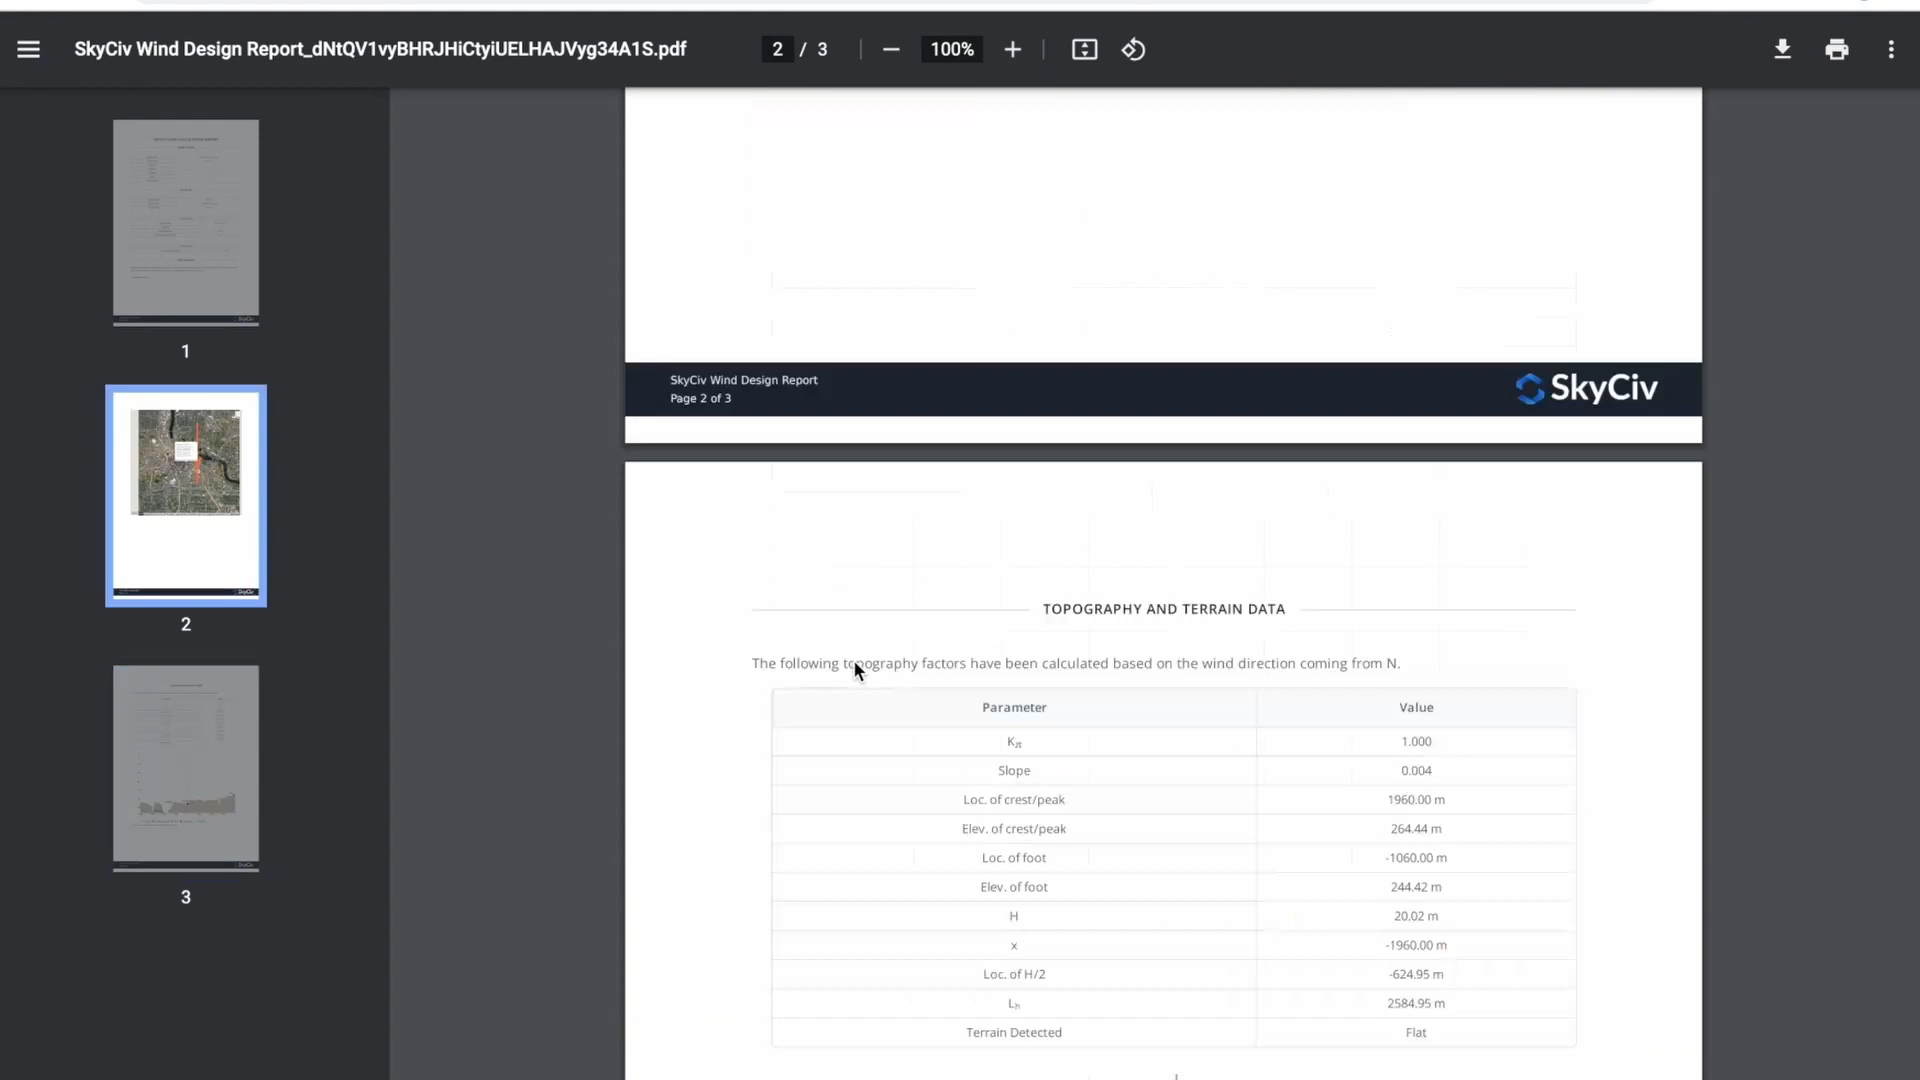 SkyCiv Wind Design Report_dNtQV1vyBHRJHiCtyiUELHAJVyg34A1S.pdf
2 / 3
100%
1
2
3
SkyCiv Wind Design Report
Page 2 of 3
SkyCiv
TOPOGRAPHY AND TERRAIN DATA
The following topography factors have been calculated based on the wind direction coming from N.
Parameter Value
Kzt 1.000
Slope 0.004
Loc. of crest/peak 1960.00 m
Elev. of crest/peak 264.44 m
Loc. of foot -1060.00 m
Elev. of foot 244.42 m
H 20.02 m
x -1960.00 m
Loc. of H/2 -624.95 m
Lh 2584.95 m
Terrain Detected Flat